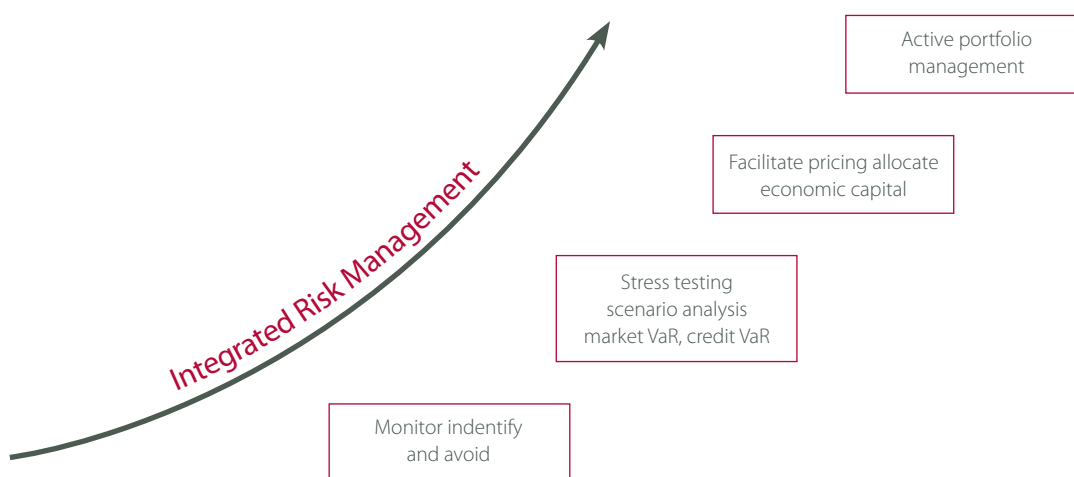 Active portfolio
management
Facilitate pricing allocate
economic capital
Integrated Risk Management
Stress testing
scenario analysis
market VaR, credit VaR
Monitor indentify
and avoid